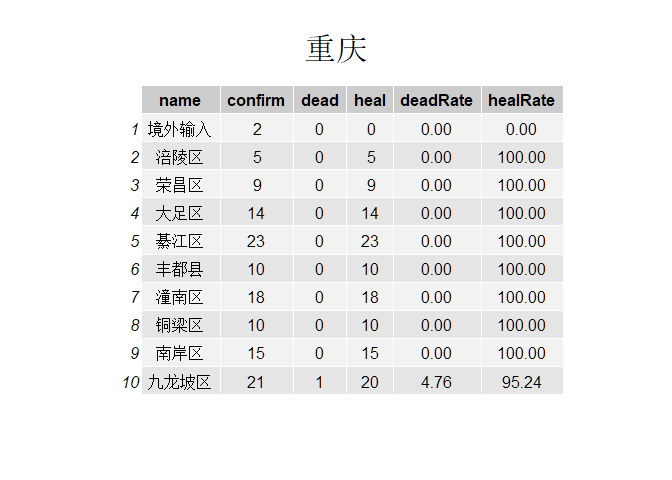 重庆
name confirm dead heal deadRate healRate
1 境外输入 2 0 0 0.00 0.00
2 涪陵区 5 0 5 0.00 100.00
3 荣昌区 9 0 9 0.00 100.00
4 大足区 14 0 14 0.00 100.00
5 綦江区 23 0 23 0.00 100.00
6 丰都县 10 0 10 0.00 100.00
7 潼南区 18 0 18 0.00 100.00
8 铜梁区 10 0 10 0.00 100.00
9 南岸区 15 0 15 0.00 100.00
10 九龙坡区 21 1 20 4.76 95.24